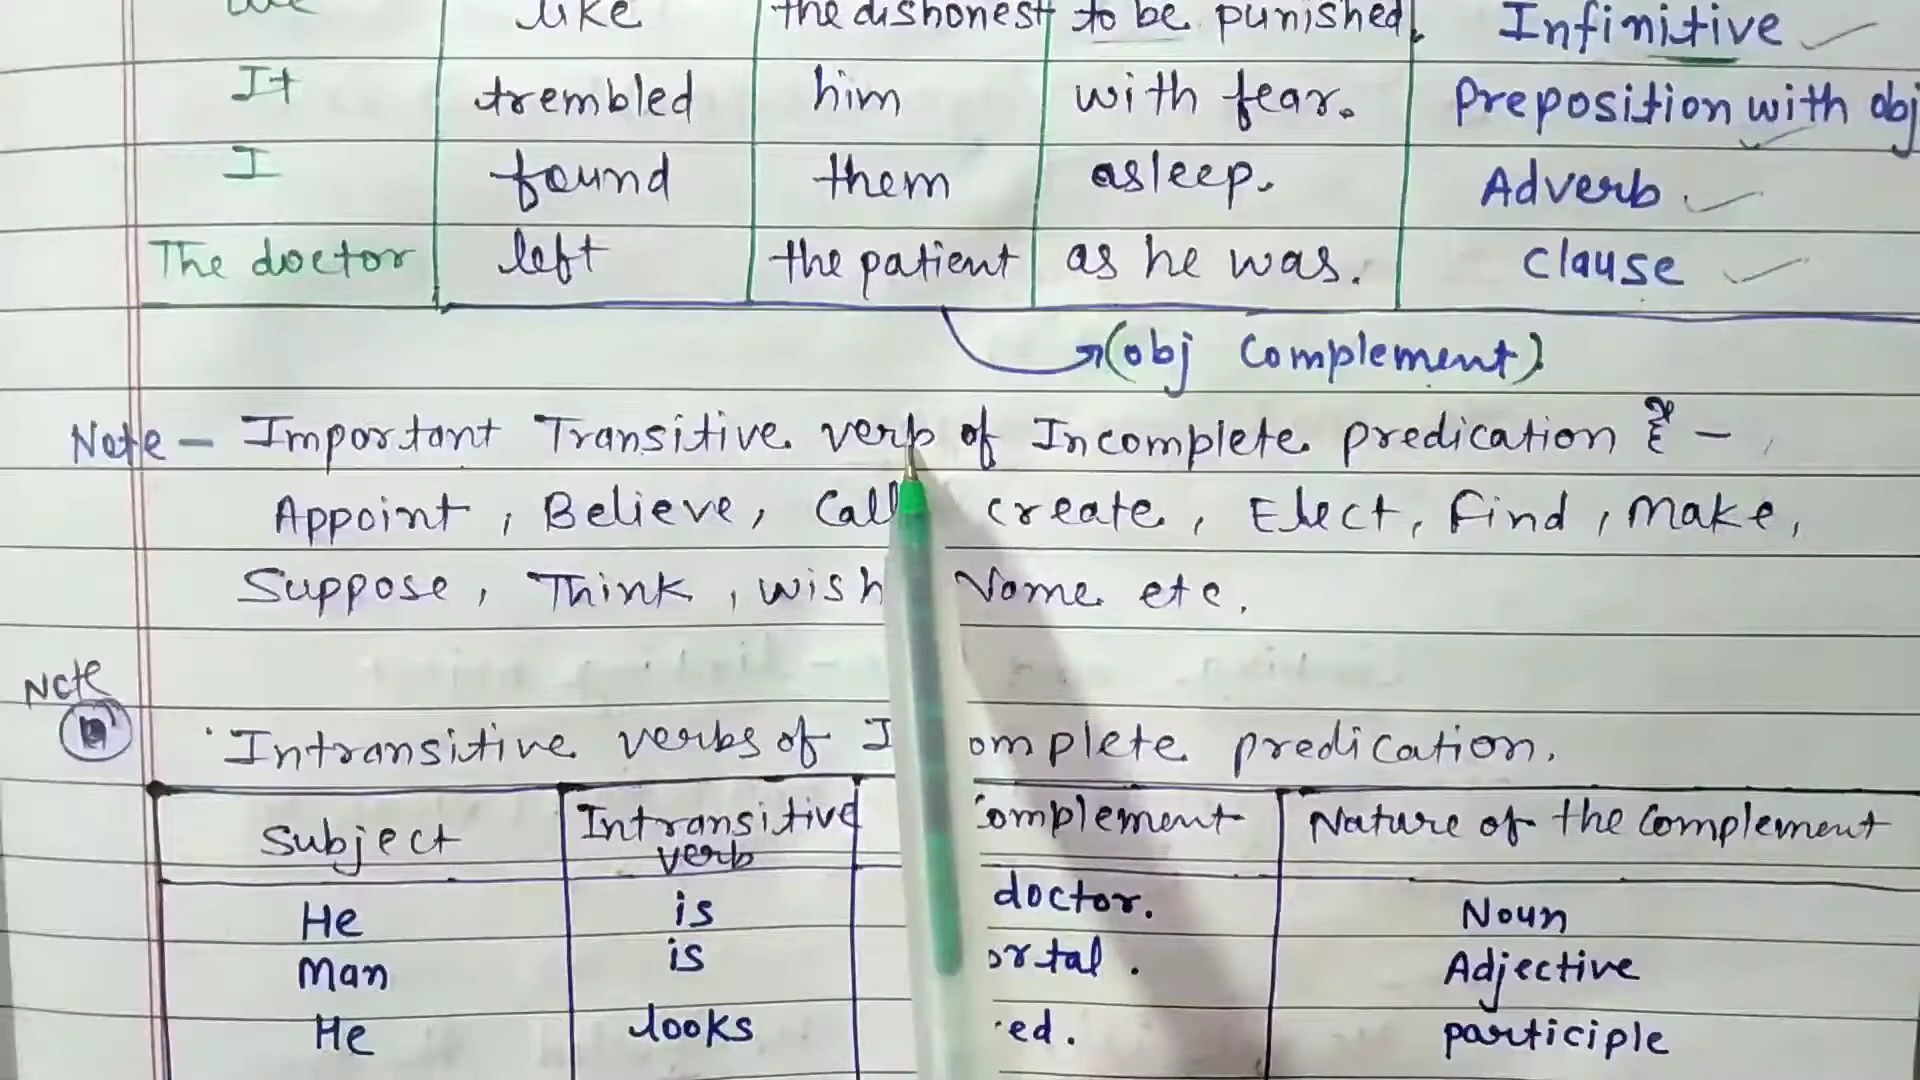 like the dishonest to be punished. Infinitive
It trembled him with fear. Preposition with obj
I found them asleep. Adverb
The doctor left the patient as he was. Clause
(obj Complement)
Note - Important Transitive verb of Incomplete predication हैं -
Appoint, Believe, Call create, Elect, Find, Make,
Suppose, Think, wish Name etc.
Note
Intransitive verbs of omplete predication.
Subject Intransitive verb omplement Nature of the Complement
He is doctor. Noun
Man is ortal. Adjective
He looks ed. participle